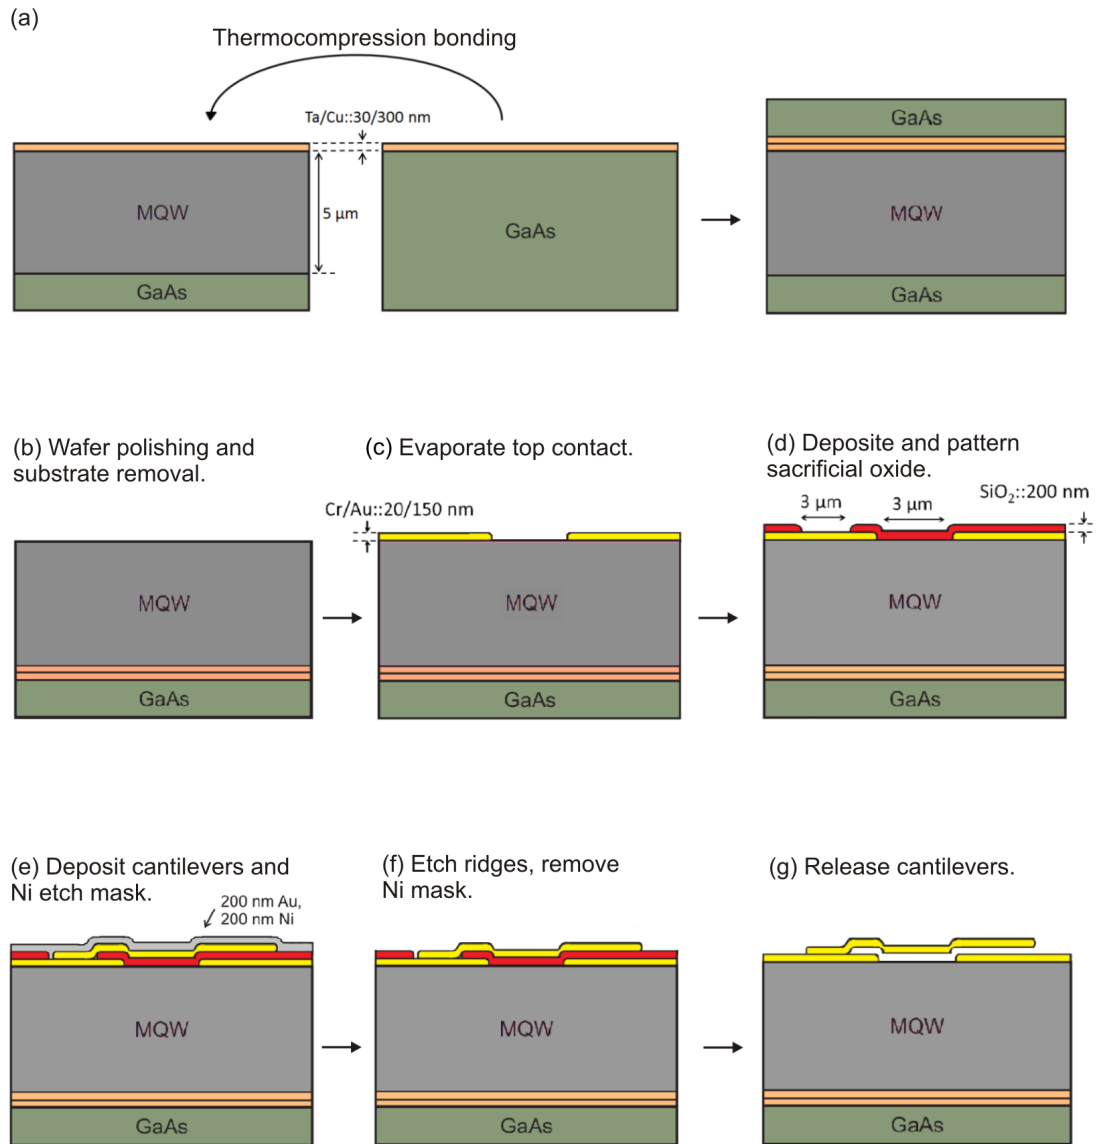 (a)
Thermocompression bonding
Ta/Cu::30/300 nm
MQW
5 µm
GaAs
GaAs
GaAs
MQW
GaAs
(b) Wafer polishing and
substrate removal.
MQW
GaAs
(c) Evaporate top contact.
Cr/Au::20/150 nm
MQW
GaAs
(d) Deposite and pattern
sacrificial oxide.
3 µm
3 µm
SiO₂::200 nm
MQW
GaAs
(e) Deposit cantilevers and
Ni etch mask.
200 nm Au,
200 nm Ni
MQW
GaAs
(f) Etch ridges, remove
Ni mask.
MQW
GaAs
(g) Release cantilevers.
MQW
GaAs